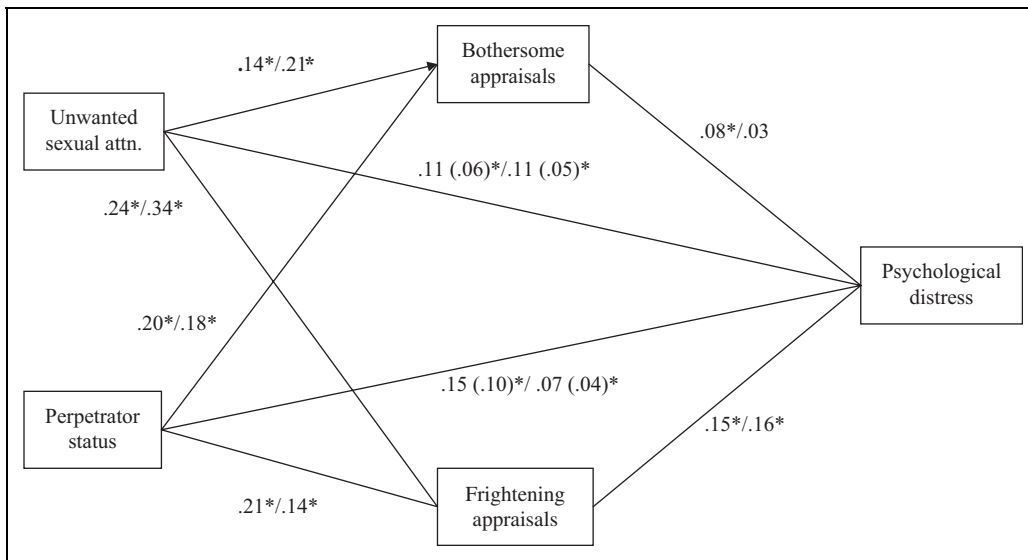 Bothersome
appraisals
.14*/.21*
Unwanted
sexual attn.
.08*/.03
.11 (.06)*/.11 (.05)*
.24*/.34*
Psychological
distress
.20*/.18*
.15 (.10)*/ .07 (.04)*
Perpetrator
status
.15*/.16*
.21*/.14*
Frightening
appraisals